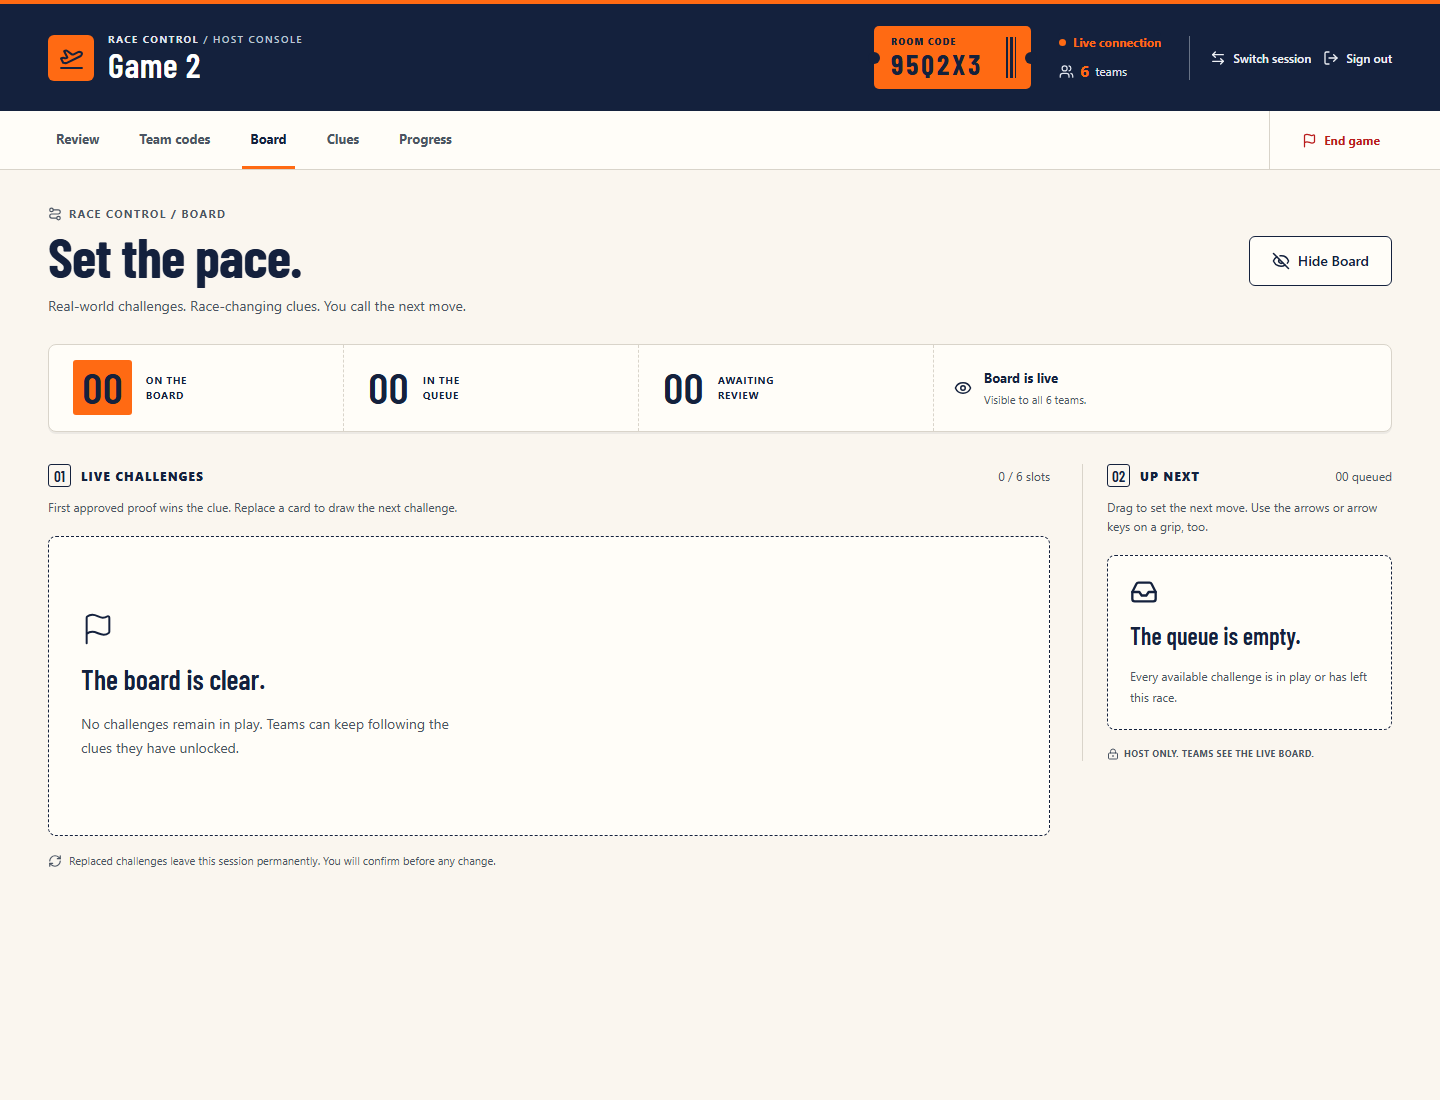 RACE CONTROL / HOST CONSOLE
Game 2
ROOM CODE
95Q2X3
Live connection
6 teams
Switch session
Sign out
Review
Team codes
Board
Clues
Progress
End game
RACE CONTROL / BOARD
Set the pace.
Real-world challenges. Race-changing clues. You call the next move.
Hide Board
00
ON THE
BOARD
00
IN THE
QUEUE
00
AWAITING
REVIEW
Board is live
Visible to all 6 teams.
01 LIVE CHALLENGES
0 / 6 slots
First approved proof wins the clue. Replace a card to draw the next challenge.
The board is clear.
No challenges remain in play. Teams can keep following the
clues they have unlocked.
Replaced challenges leave this session permanently. You will confirm before any change.
02 UP NEXT
00 queued
Drag to set the next move. Use the arrows or arrow
keys on a grip, too.
The queue is empty.
Every available challenge is in play or has left
this race.
HOST ONLY. TEAMS SEE THE LIVE BOARD.